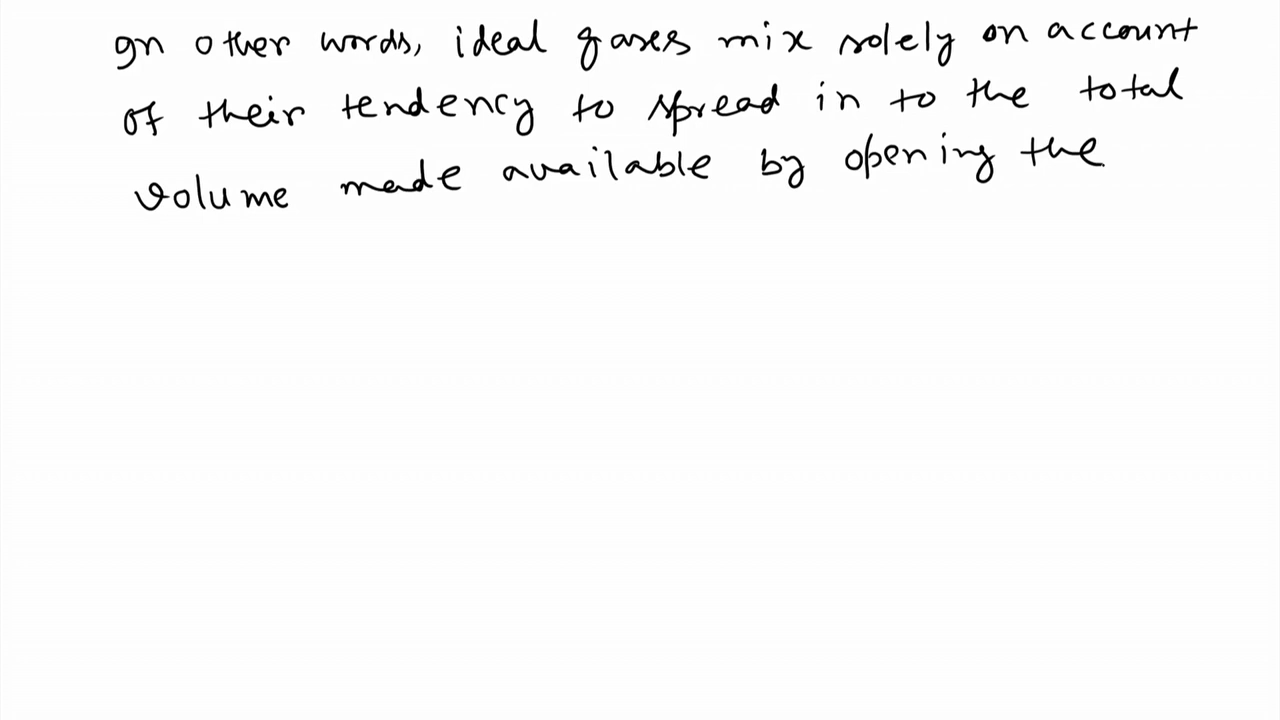 In other words, ideal gases mix solely on account
of their tendency to spread in to the total
volume made available by opening the